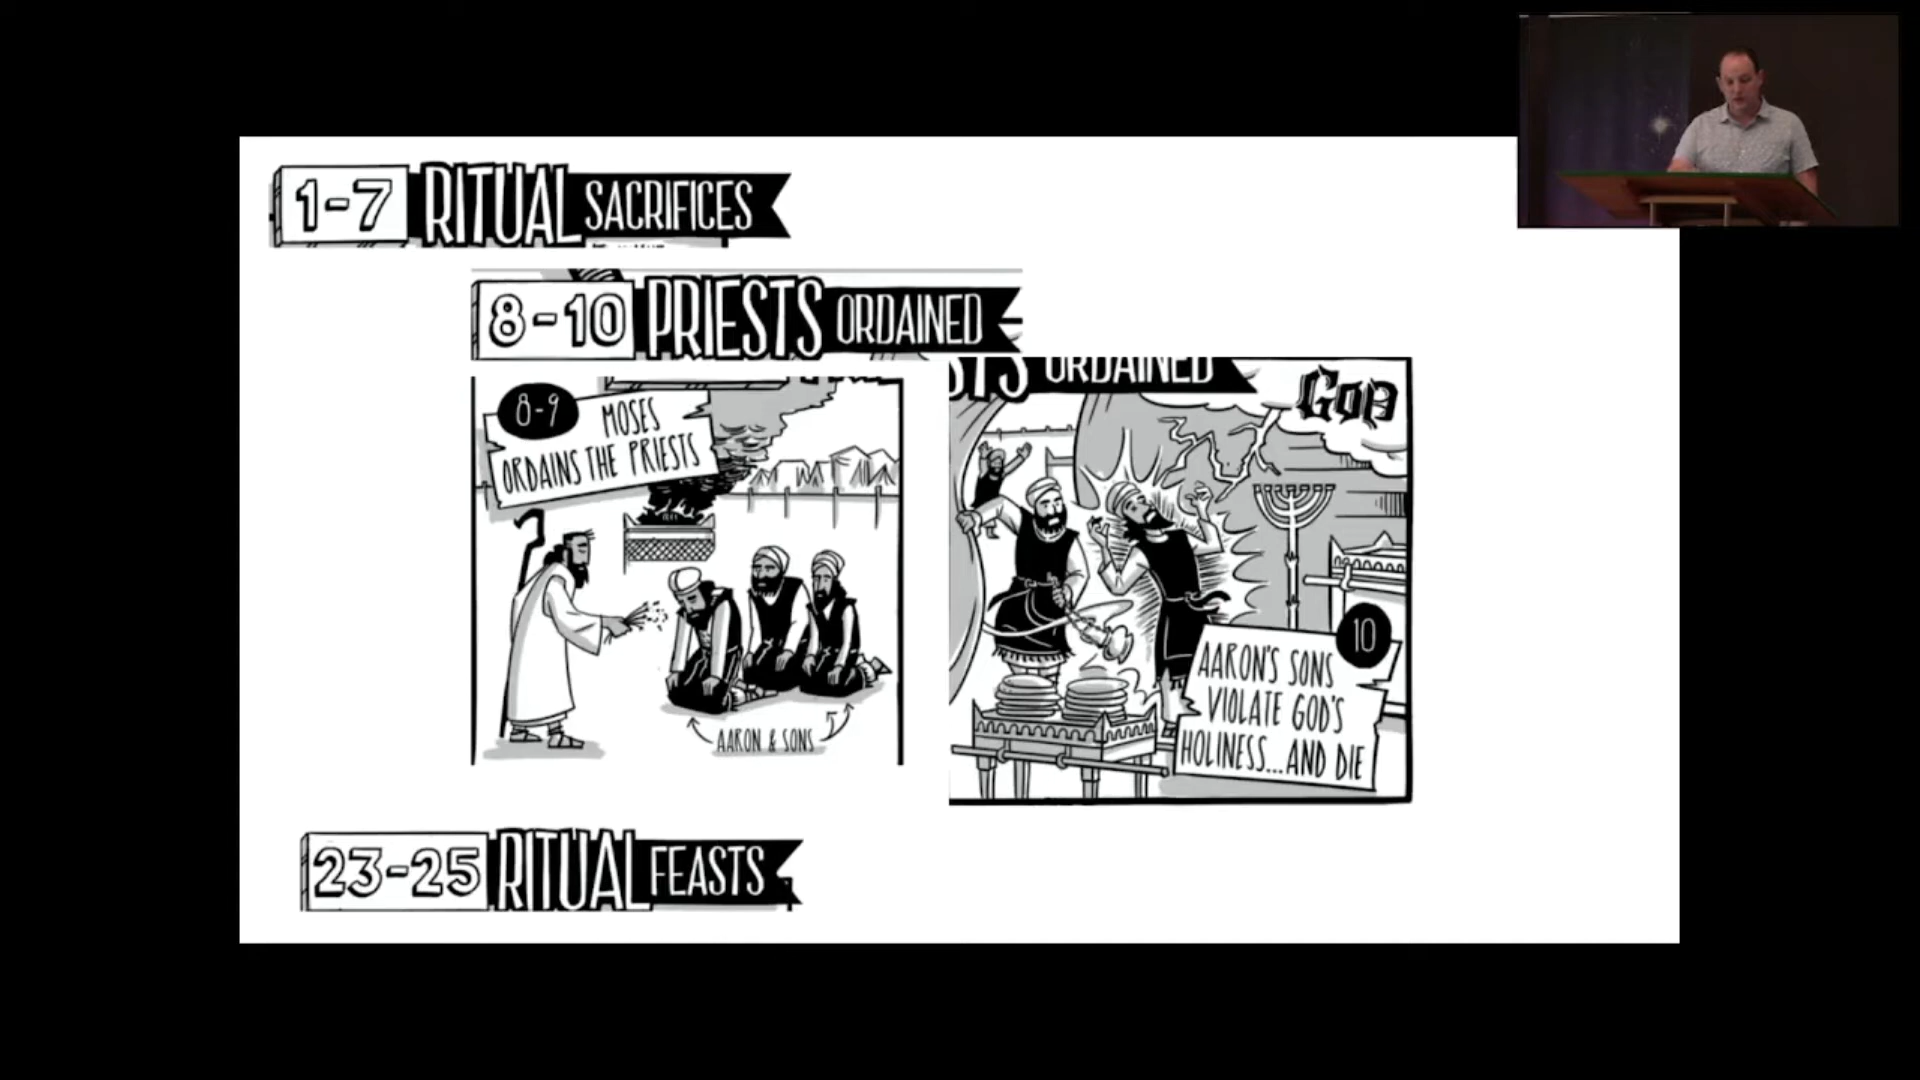 1-7 RITUAL SACRIFICES
8-10 PRIESTS ORDAINED
8-9 MOSES
ORDAINS THE PRIESTS
AARON & SONS
ORDAINED
GOD
10
AARON'S SONS
VIOLATE GOD'S
HOLINESS...AND DIE
23-25 RITUAL FEASTS